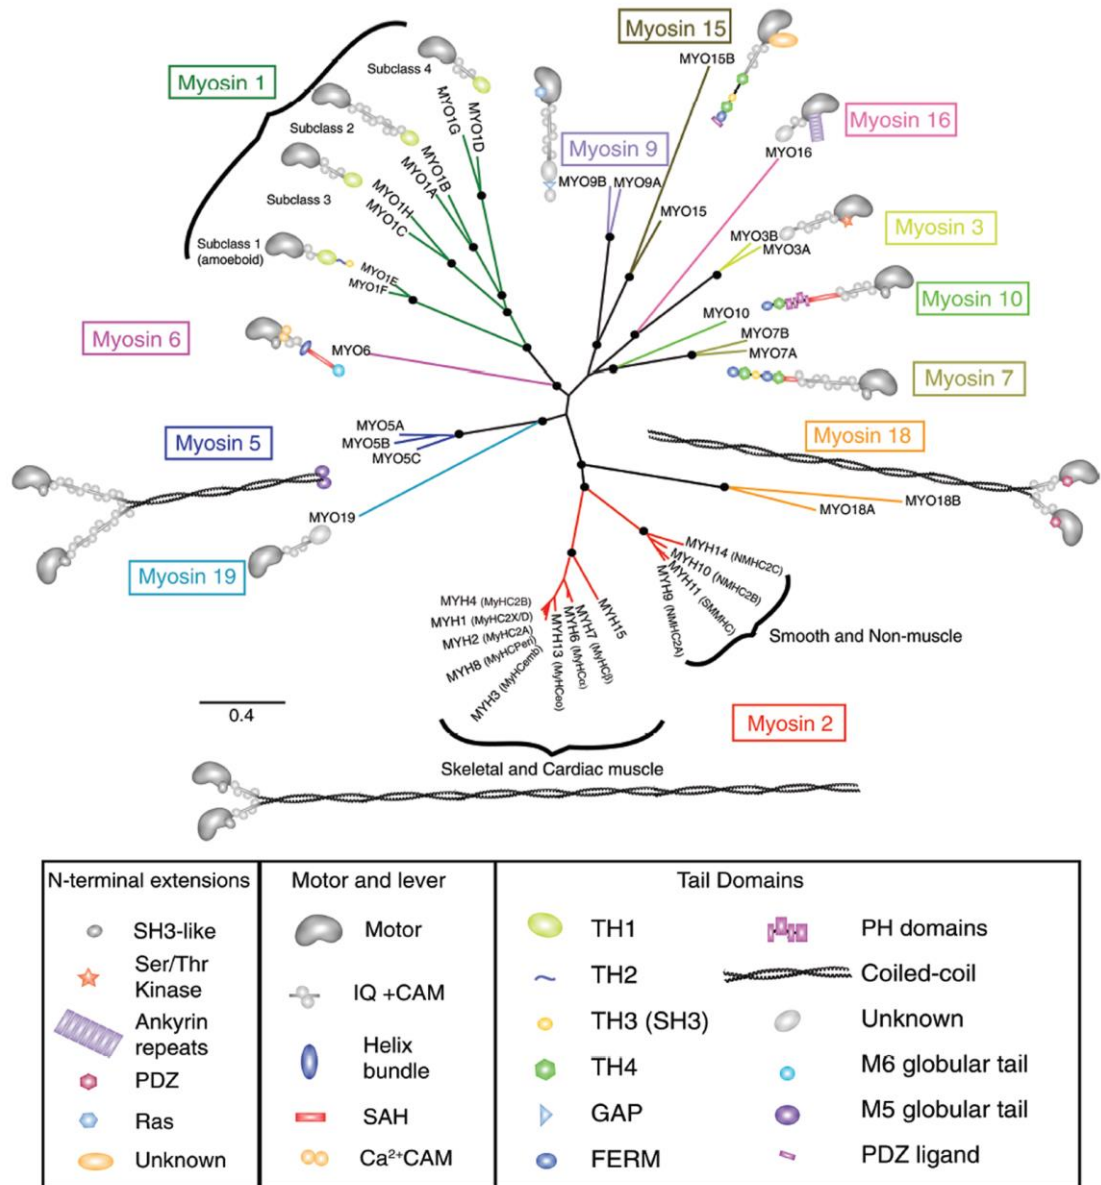 Myosin 1
Subclass 4
Subclass 2
Subclass 3
Subclass 1
(amoeboid)
MYO1G
MYO1D
MYO1B
MYO1A
MYO1H
MYO1C
MYO1E
MYO1F
Myosin 15
MYO15B
MYO15
Myosin 9
MYO9B
MYO9A
Myosin 16
MYO16
Myosin 3
MYO3B
MYO3A
Myosin 10
MYO10
MYO7B
MYO7A
Myosin 7
Myosin 6
MYO6
Myosin 5
MYO5A
MYO5B
MYO5C
Myosin 18
MYO18B
MYO18A
MYO19
Myosin 19
MYH14 (NMHC2C)
MYH10 (NMHC2B)
MYH11 (SMMHC)
MYH9 (NMHC2A)
Smooth and Non-muscle
MYH4 (MyHC2B)
MYH1 (MyHC2X/D)
MYH2 (MyHC2A)
MYH8 (MyHCPeri)
MYH3 (MyHCemb)
MYH13 (MyHCeo)
MYH6 (MyHCα)
MYH7 (MyHCβ)
MYH15
0.4
Myosin 2
Skeletal and Cardiac muscle
N-terminal extensions
SH3-like
Ser/Thr
Kinase
Ankyrin
repeats
PDZ
Ras
Unknown
Motor and lever
Motor
IQ +CAM
Helix
bundle
SAH
Ca²⁺CAM
Tail Domains
TH1
TH2
TH3 (SH3)
TH4
GAP
FERM
PH domains
Coiled-coil
Unknown
M6 globular tail
M5 globular tail
PDZ ligand